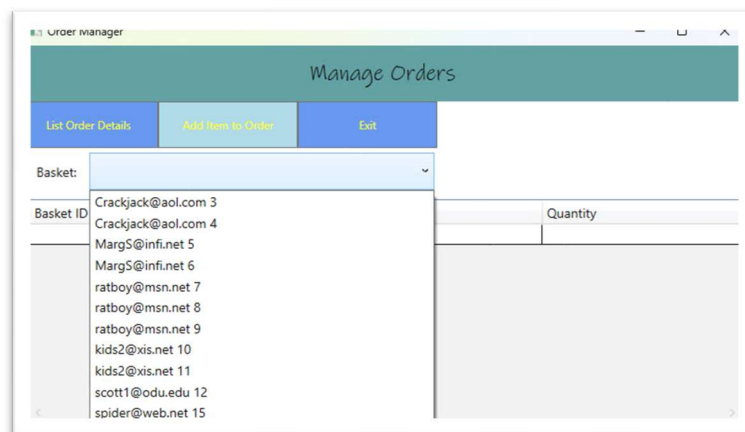 Order Manager
Manage Orders
List Order Details Add Item to Order Exit
Basket:
Crackjack@aol.com 3
Basket ID Quantity
Crackjack@aol.com 4
MargS@infi.net 5
MargS@infi.net 6
ratboy@msn.net 7
ratboy@msn.net 8
ratboy@msn.net 9
kids2@xis.net 10
kids2@xis.net 11
scott1@odu.edu 12
spider@web.net 15